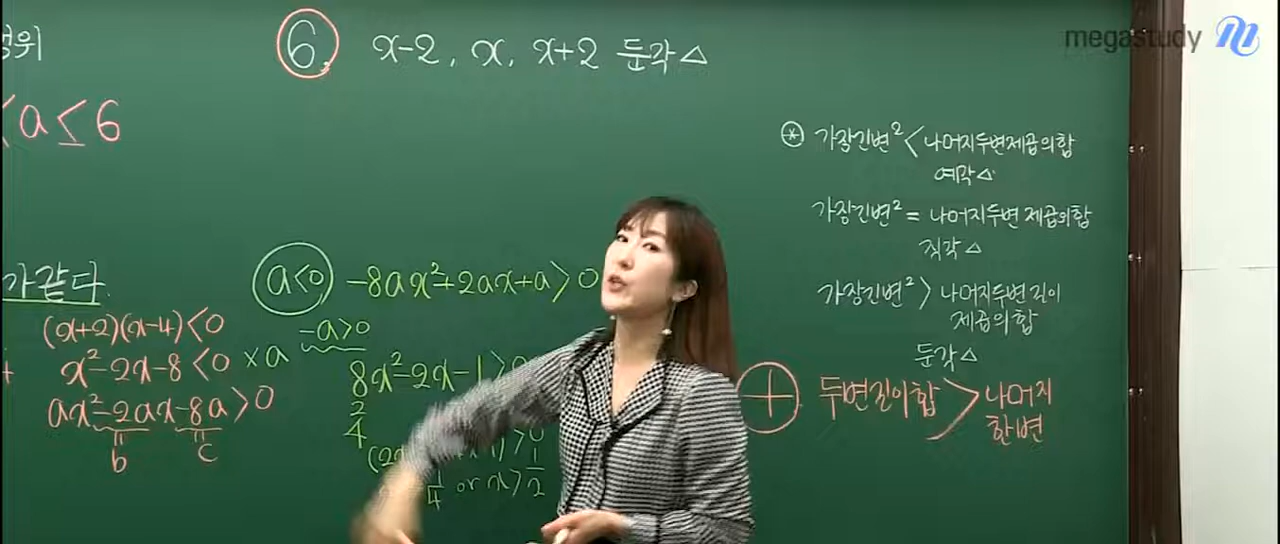 6. x-2, x, x+2 둔각△
megastudy
<a≤6
⊛ 가장긴변² < 나머지두변제곱의합
예각△
가장긴변² = 나머지두변 제곱의합
직각△
가장긴변² > 나머지두변 길이
제곱의합
둔각△
+ 두변길이합 > 나머지
한변
가같다.
(x+2)(x-4)<0
x²-2x-8<0 ×a
ax²-2ax-8a>0
b c
a<0 -8ax²+2ax+a>0
-a>0
8x²-2x-1>0
2
4
1/4 or x>1/2